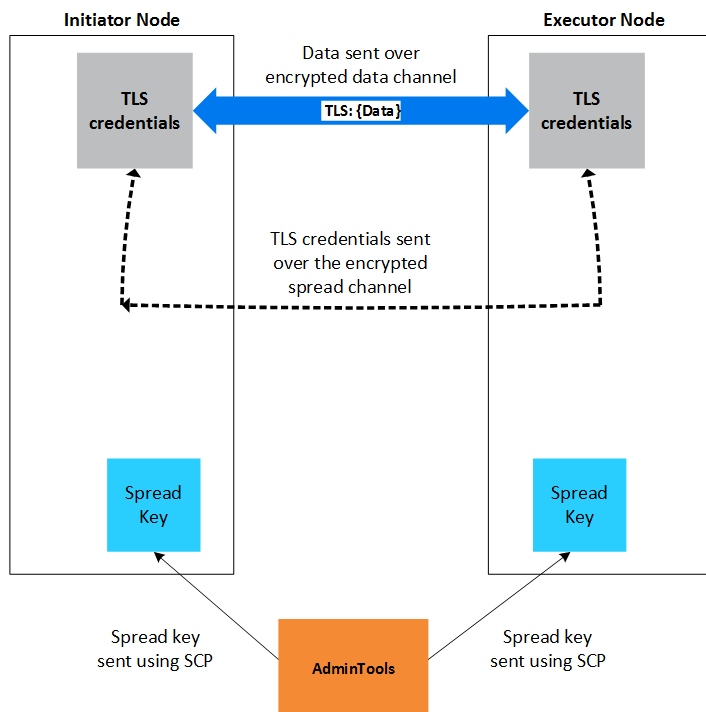 Initiator Node
Executor Node
Data sent over
encrypted data channel
TLS
credentials
TLS: {Data}
TLS
credentials
TLS credentials sent
over the encrypted
spread channel
Spread
Key
Spread
Key
Spread key
sent using SCP
AdminTools
Spread key
sent using SCP